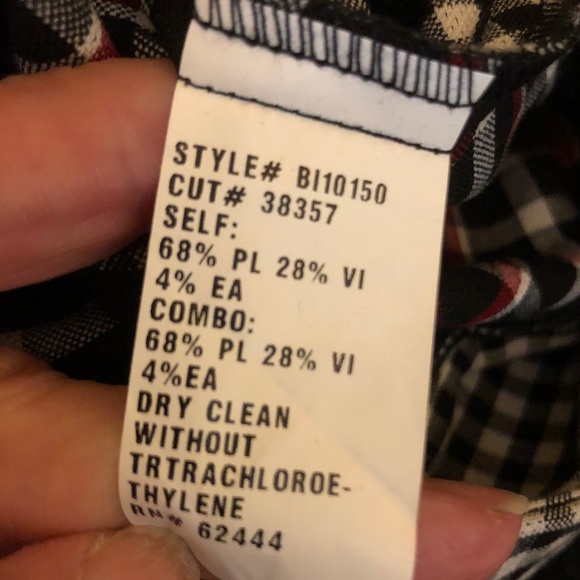 STYLE# BI10150
CUT# 38357
SELF:
68% PL 28% VI
4% EA
COMBO:
68% PL 28% VI
4%EA
DRY CLEAN
WITHOUT
TRTRACHLOROE-
THYLENE
RN# 62444